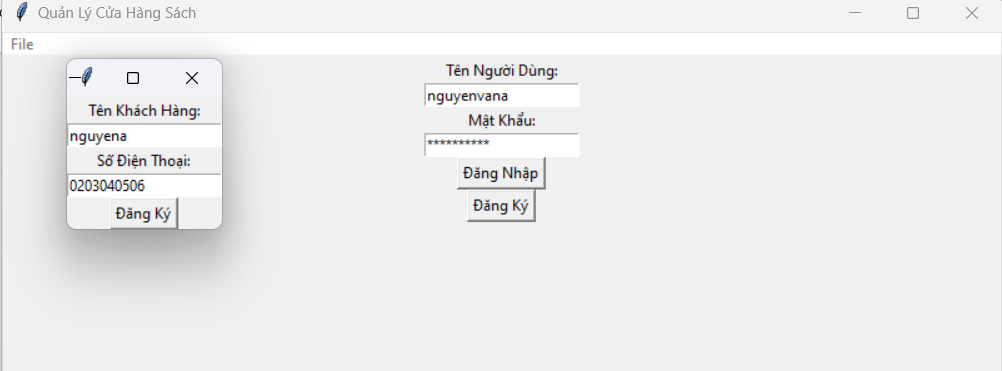 Quản Lý Cửa Hàng Sách
File
Tên Khách Hàng:
nguyena
Số Điện Thoại:
0203040506
Đăng Ký
Tên Người Dùng:
nguyenvana
Mật Khẩu:
**********
Đăng Nhập
Đăng Ký